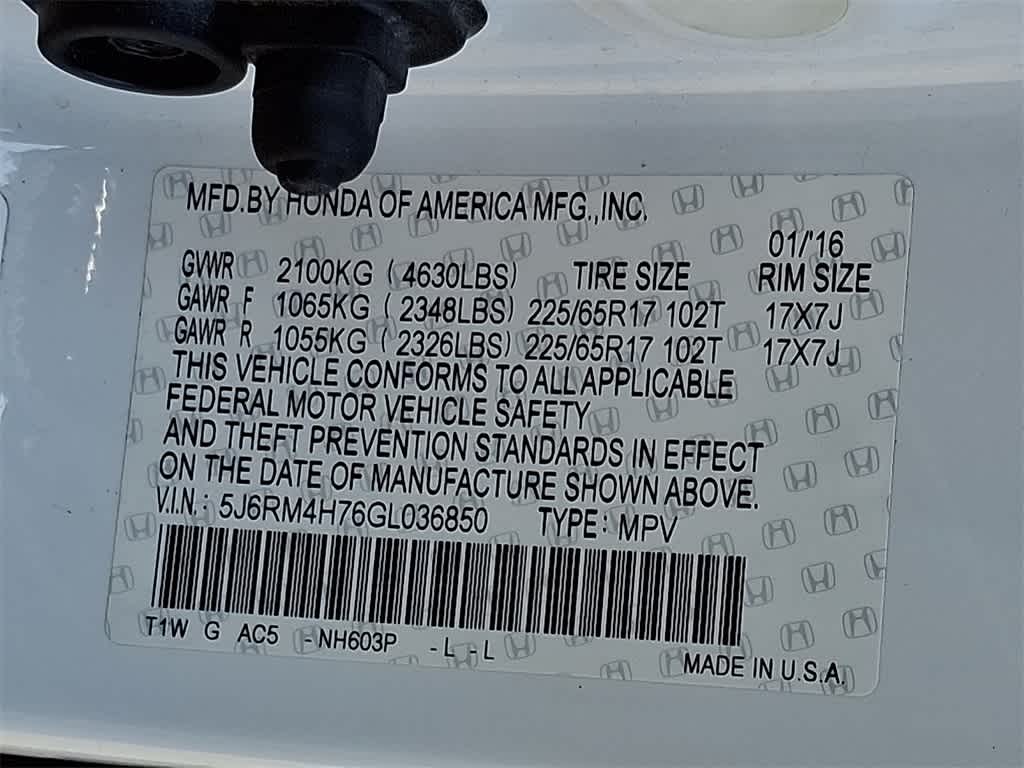 MFD.BY HONDA OF AMERICA MFG.,INC.
01/'16
GVWR 2100KG (4630LBS) TIRE SIZE RIM SIZE
GAWR F 1065KG (2348LBS) 225/65R17 102T 17X7J
GAWR R 1055KG (2326LBS) 225/65R17 102T 17X7J
THIS VEHICLE CONFORMS TO ALL APPLICABLE
FEDERAL MOTOR VEHICLE SAFETY
AND THEFT PREVENTION STANDARDS IN EFFECT
ON THE DATE OF MANUFACTURE SHOWN ABOVE.
V.I.N.: 5J6RM4H76GL036850 TYPE: MPV
T1W G AC5 -NH603P -L -L
MADE IN U.S.A.